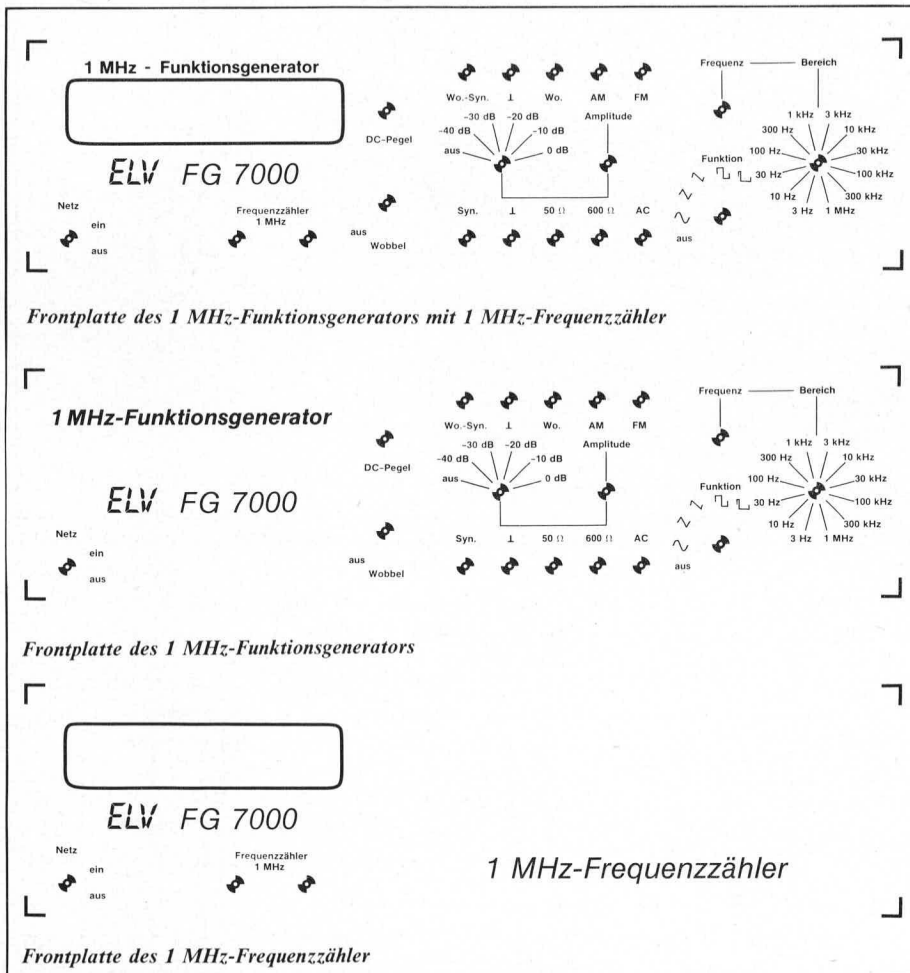 1 MHz - Funktionsgenerator
Frequenz
Bereich
Wo.-Syn.
⊥
Wo.
AM
FM
DC-Pegel
-30 dB
-20 dB
-40 dB
-10 dB
aus
0 dB
Amplitude
1 kHz
3 kHz
300 Hz
10 kHz
100 Hz
30 kHz
30 Hz
100 kHz
10 Hz
300 kHz
3 Hz
1 MHz
Funktion
aus
ELV FG 7000
Netz
ein
aus
Frequenzzähler
1 MHz
aus
Wobbel
Syn.
⊥
50 Ω
600 Ω
AC
Frontplatte des 1 MHz-Funktionsgenerators mit 1 MHz-Frequenzzähler
1 MHz-Funktionsgenerator
Frequenz
Bereich
Wo.-Syn.
⊥
Wo.
AM
FM
DC-Pegel
-30 dB
-20 dB
-40 dB
-10 dB
aus
0 dB
Amplitude
1 kHz
3 kHz
300 Hz
10 kHz
100 Hz
30 kHz
30 Hz
100 kHz
10 Hz
300 kHz
3 Hz
1 MHz
Funktion
aus
ELV FG 7000
Netz
ein
aus
aus
Wobbel
Syn.
⊥
50 Ω
600 Ω
AC
Frontplatte des 1 MHz-Funktionsgenerators
ELV FG 7000
Netz
ein
aus
Frequenzzähler
1 MHz
1 MHz-Frequenzzähler
Frontplatte des 1 MHz-Frequenzzähler